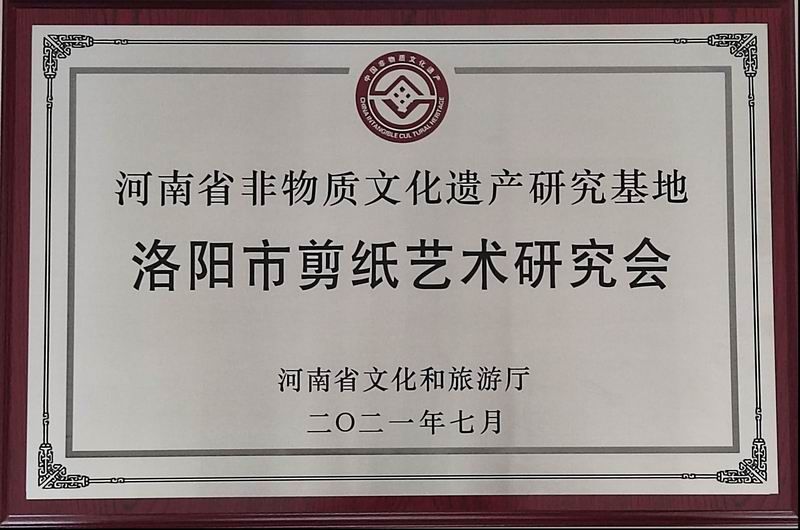 中国非物质文化遗产
CHINA INTANGIBLE CULTURAL HERITAGE
河南省非物质文化遗产研究基地
洛阳市剪纸艺术研究会
河南省文化和旅游厅
二〇二一年七月